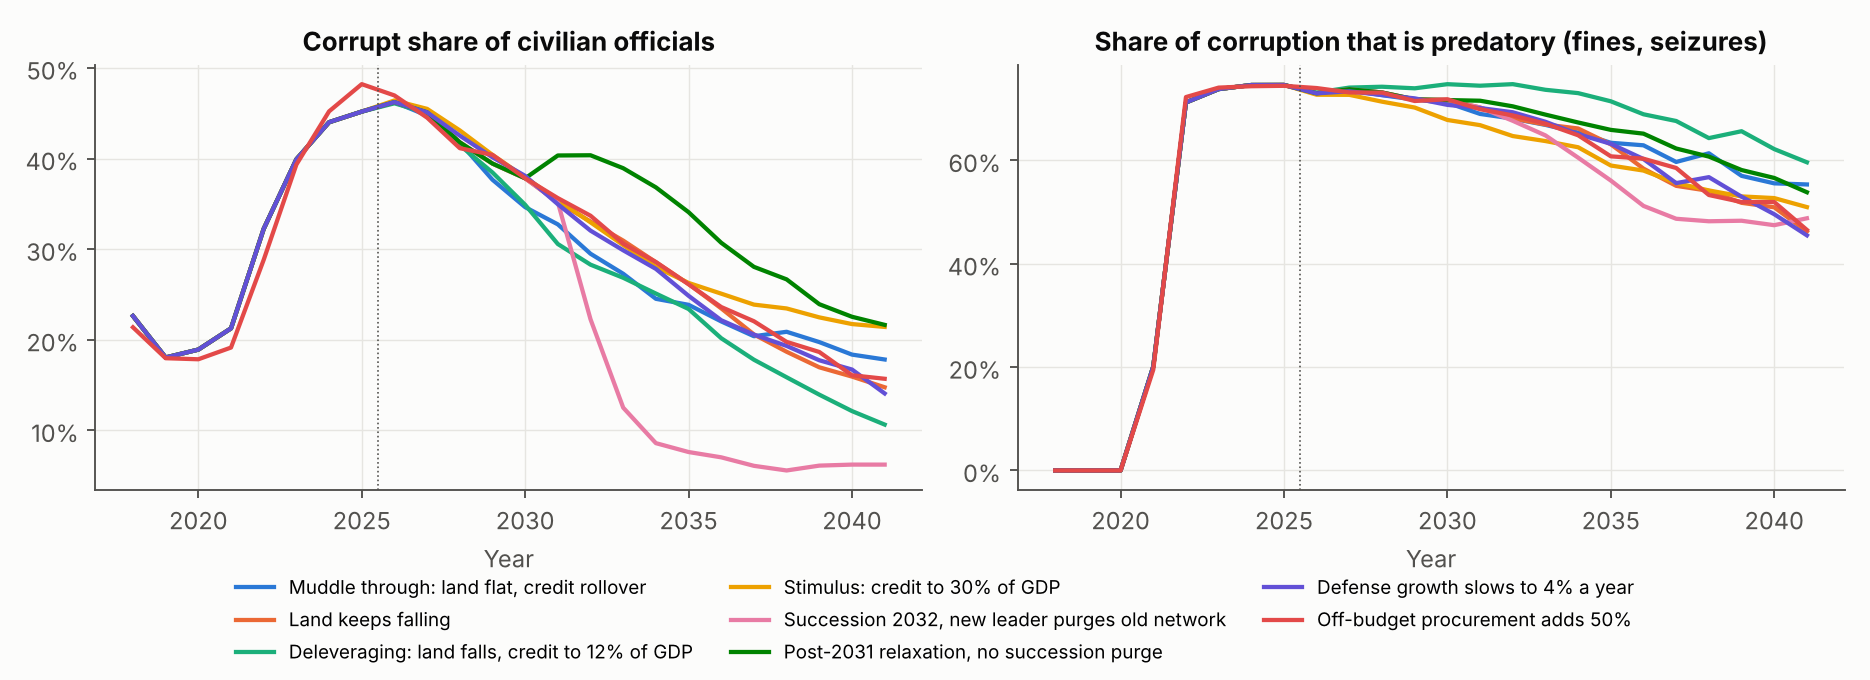 Corrupt share of civilian officials
50%
40%
30%
20%
10%
2020 2025 2030 2035 2040
Year
Share of corruption that is predatory (fines, seizures)
60%
40%
20%
0%
2020 2025 2030 2035 2040
Year
Muddle through: land flat, credit rollover
Land keeps falling
Deleveraging: land falls, credit to 12% of GDP
Stimulus: credit to 30% of GDP
Succession 2032, new leader purges old network
Post-2031 relaxation, no succession purge
Defense growth slows to 4% a year
Off-budget procurement adds 50%